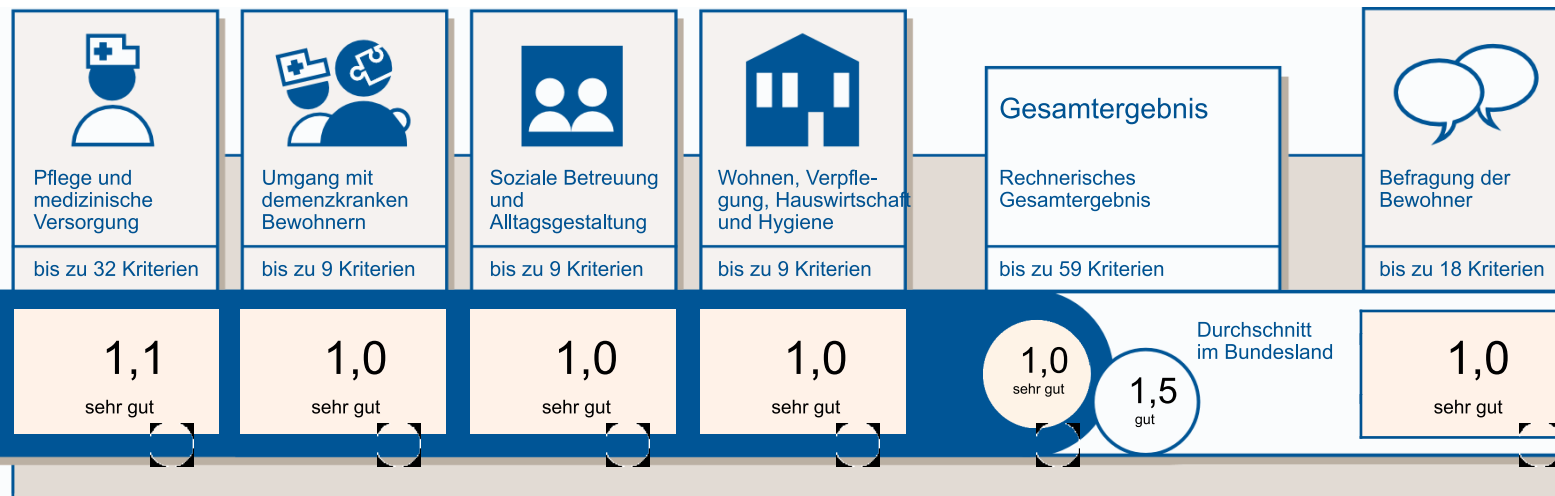 Pflege und
medizinische
Versorgung
bis zu 32 Kriterien
1,1
sehr gut
Umgang mit
demenzkranken
Bewohnern
bis zu 9 Kriterien
1,0
sehr gut
Soziale Betreuung
und
Alltagsgestaltung
bis zu 9 Kriterien
1,0
sehr gut
Wohnen, Verpfle-
gung, Hauswirtschaft
und Hygiene
bis zu 9 Kriterien
1,0
sehr gut
Gesamtergebnis
Rechnerisches
Gesamtergebnis
bis zu 59 Kriterien
1,0
sehr gut
1,5
gut
Durchschnitt
im Bundesland
Befragung der
Bewohner
bis zu 18 Kriterien
1,0
sehr gut